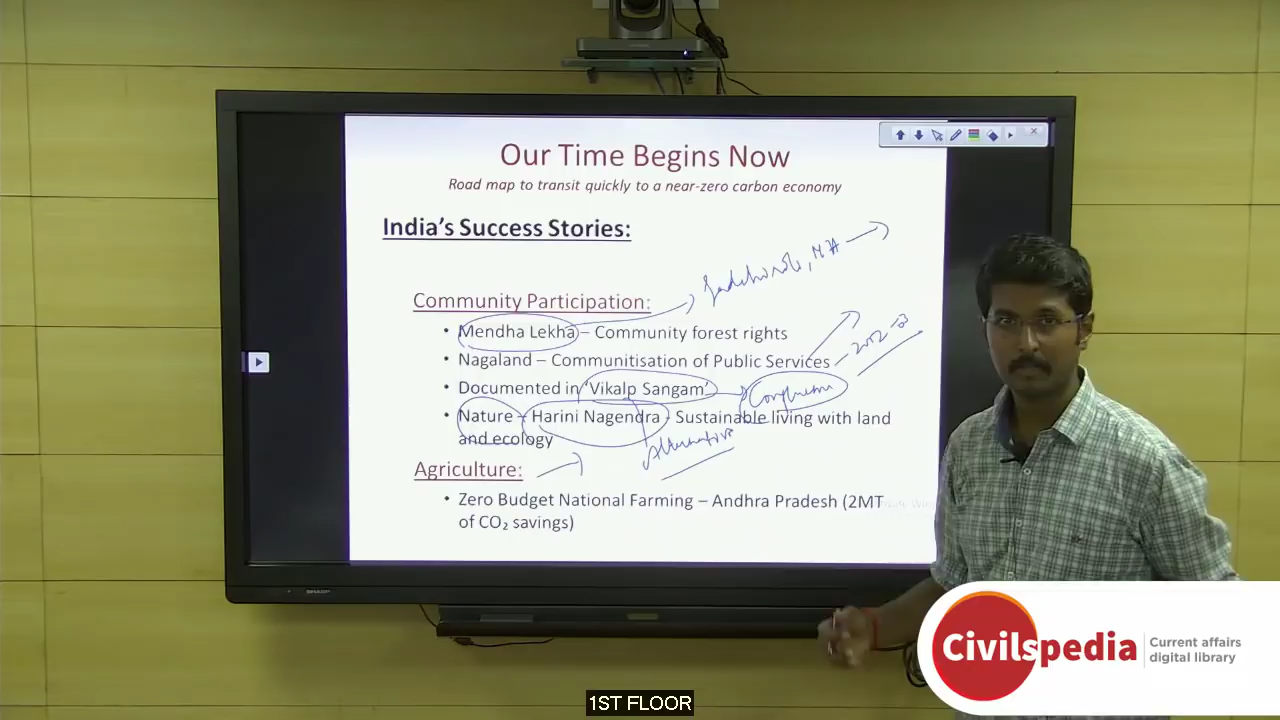 Our Time Begins Now
Road map to transit quickly to a near-zero carbon economy
India's Success Stories:
Community Participation:
• Mendha Lekha – Community forest rights
• Nagaland – Communitisation of Public Services
• Documented in 'Vikalp Sangam'
• Nature – Harini Nagendra - Sustainable living with land
and ecology
Agriculture:
• Zero Budget National Farming – Andhra Pradesh (2MT
of CO₂ savings)
SHARP
Civilspedia
Current affairs
digital library
1ST FLOOR